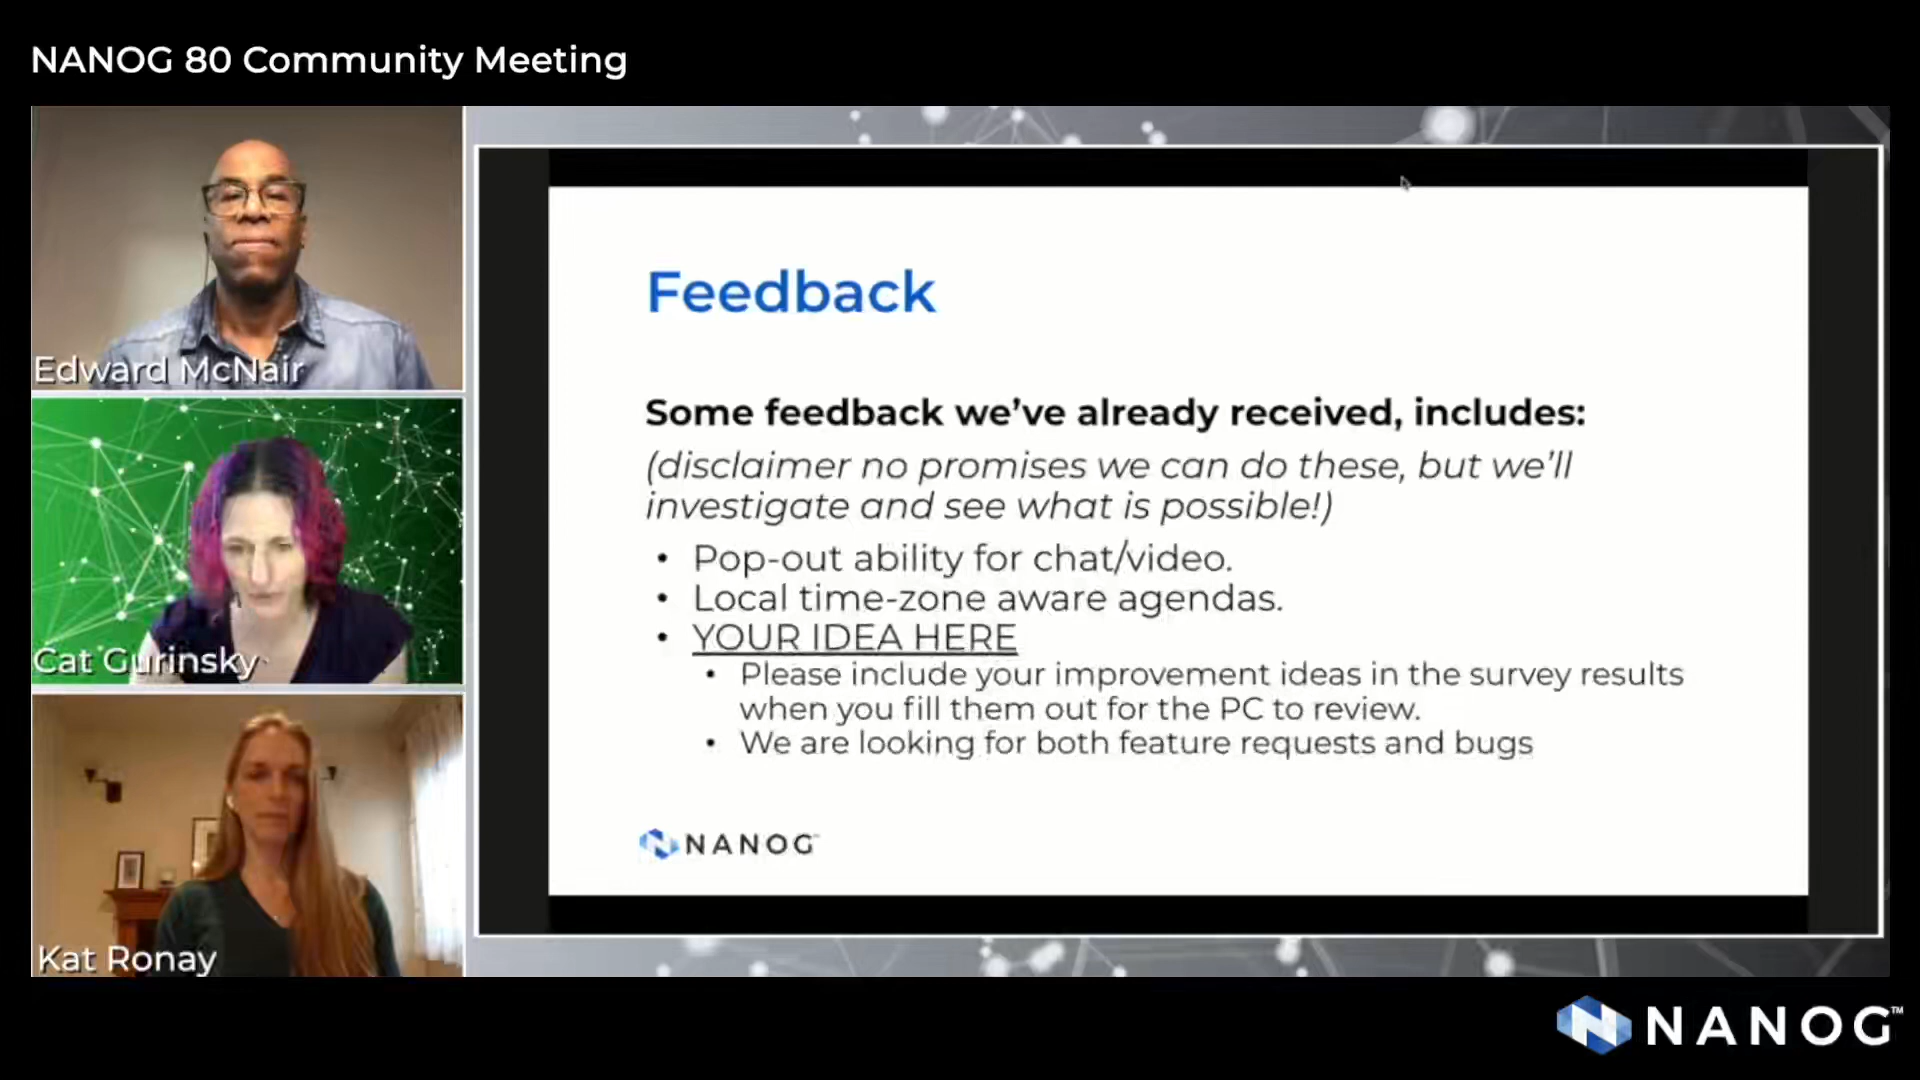 NANOG 80 Community Meeting
Edward McNair
Cat Gurinsky
Kat Ronay
Feedback
Some feedback we've already received, includes:
(disclaimer no promises we can do these, but we'll
investigate and see what is possible!)
• Pop-out ability for chat/video.
• Local time-zone aware agendas.
• YOUR IDEA HERE
• Please include your improvement ideas in the survey results
when you fill them out for the PC to review.
• We are looking for both feature requests and bugs
NANOG
NANOG™